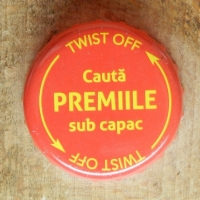 TWIST OFF
Caută
PREMIILE
sub capac
TWIST OFF